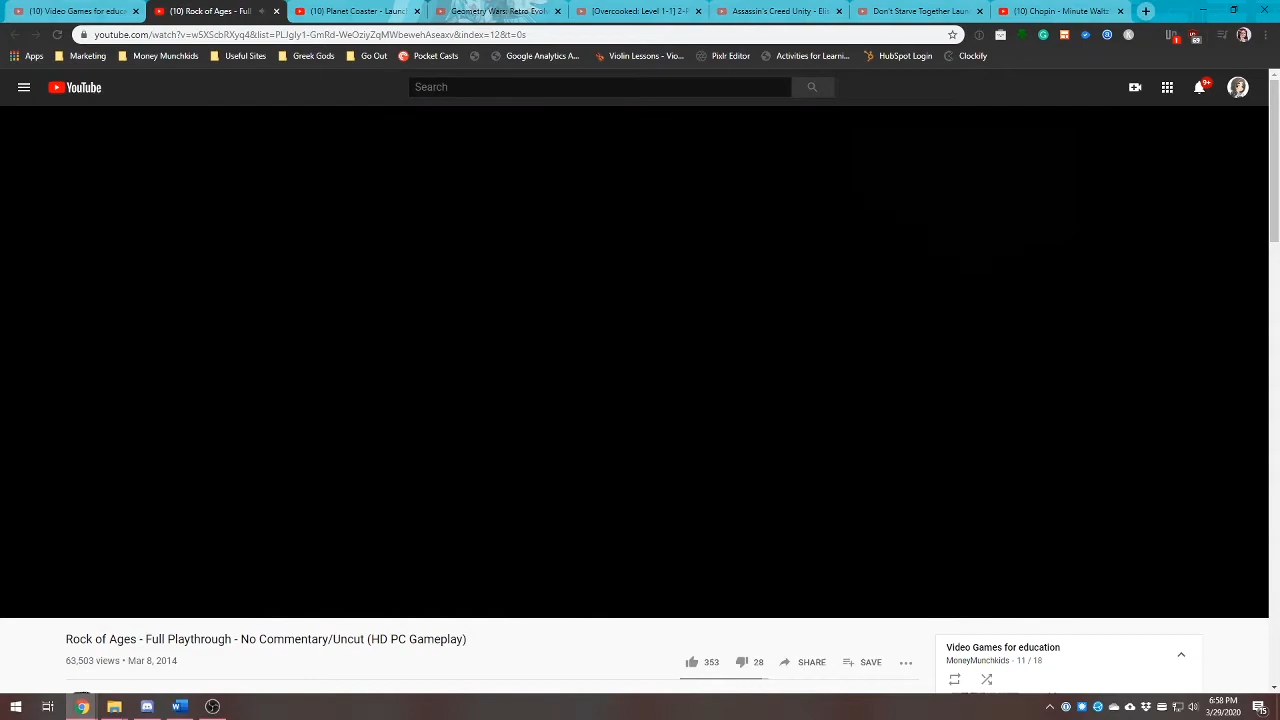 (10) Video Games for educ
(10) Rock of Ages - Full
(10) Planet Coaster - Launc
Geometry Wars: Retro Evol
[Overcooked: Level 1-1] 2-P
Assassin's Creed Unity - Eli
Don't Starve Together Laun
(10) Chopin - Minute Waltz
youtube.com/watch?v=w5XScbRXyq4&list=PLJgIy1-GmRd-WeOziyZqMWbewehAseaxv&index=12&t=0s
Apps
Marketing
Money Munchkids
Useful Sites
Greek Gods
Go Out
Pocket Casts
Google Analytics A...
Violin Lessons - Vio...
Pixlr Editor
Activities for Learni...
HubSpot Login
Clockify
YouTube
Search
9+
Rock of Ages - Full Playthrough - No Commentary/Uncut (HD PC Gameplay)
63,503 views • Mar 8, 2014
353
28
SHARE
SAVE
Video Games for education
MoneyMunchkids - 11 / 18
6:58 PM
3/29/2020